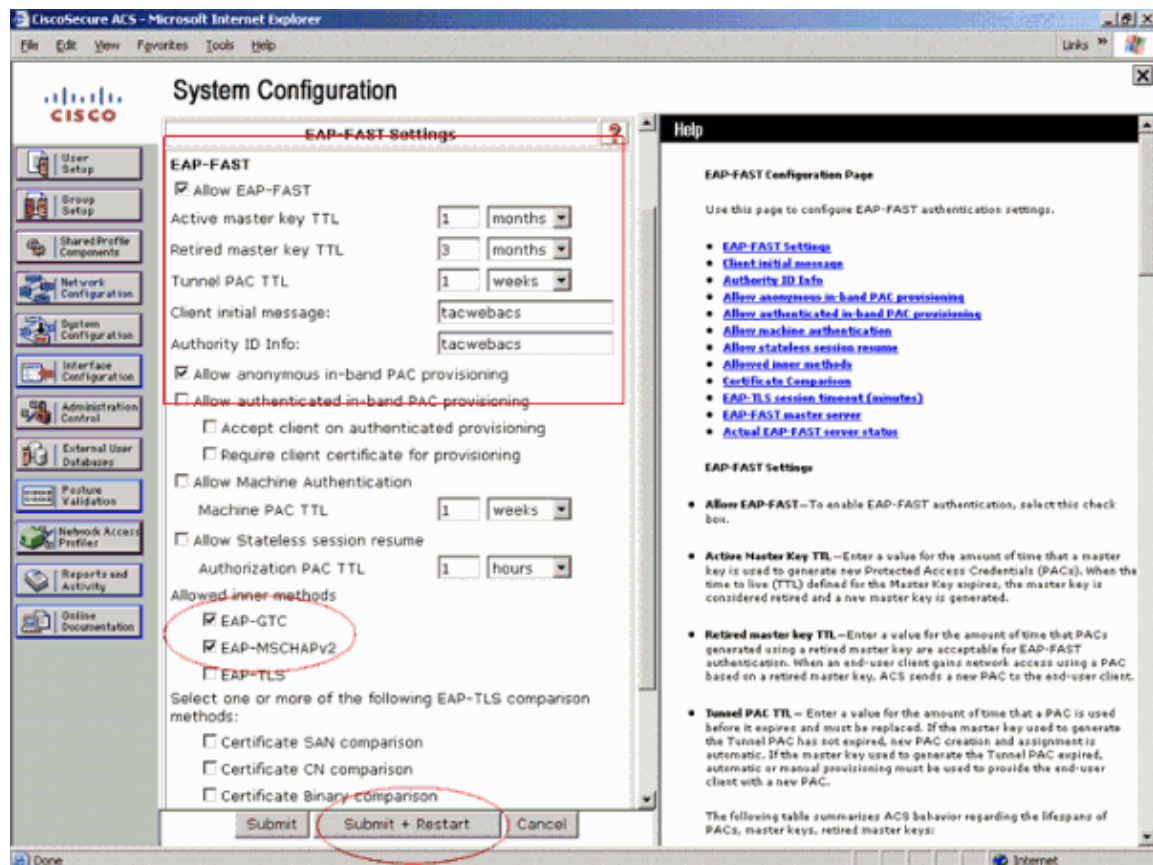 CiscoSecure ACS - Microsoft Internet Explorer
File Edit View Favorites Tools Help
Links »
CISCO
System Configuration
User Setup
Group Setup
Shared Profile Components
Network Configuration
System Configuration
Interface Configuration
Administration Control
External User Databases
Posture Validation
Network Access Profiles
Reports and Activity
Online Documentation
EAP-FAST Settings
?
EAP-FAST
Allow EAP-FAST
Active master key TTL 1 months
Retired master key TTL 3 months
Tunnel PAC TTL 1 weeks
Client initial message: tacwebacs
Authority ID Info: tacwebacs
Allow anonymous in-band PAC provisioning
Allow authenticated in-band PAC provisioning
Accept client on authenticated provisioning
Require client certificate for provisioning
Allow Machine Authentication
Machine PAC TTL 1 weeks
Allow Stateless session resume
Authorization PAC TTL 1 hours
Allowed inner methods
EAP-GTC
EAP-MSCHAPv2
EAP-TLS
Select one or more of the following EAP-TLS comparison
methods:
Certificate SAN comparison
Certificate CN comparison
Certificate Binary comparison
Submit Submit + Restart Cancel
Help
EAP-FAST Configuration Page
Use this page to configure EAP-FAST authentication settings.
• EAP-FAST Settings
• Client initial message
• Authority ID Info
• Allow anonymous in-band PAC provisioning
• Allow authenticated in-band PAC provisioning
• Allow machine authentication
• Allow stateless session resume
• Allowed inner methods
• Certificate Comparison
• EAP-TLS session timeout (minutes)
• EAP-FAST master server
• Actual EAP-FAST server status
EAP-FAST Settings
• Allow EAP-FAST—To enable EAP-FAST authentication, select this check
box.
• Active Master Key TTL—Enter a value for the amount of time that a master
key is used to generate new Protected Access Credentials (PACs). When the
time to live (TTL) defined for the Master Key expires, the master key is
considered retired and a new master key is generated.
• Retired master key TTL—Enter a value for the amount of time that PACs
generated using a retired master key are acceptable for EAP-FAST
authentication. When an end-user client gains network access using a PAC
based on a retired master key, ACS sends a new PAC to the end-user client.
• Tunnel PAC TTL— Enter a value for the amount of time that a PAC is used
before it expires and must be replaced. If the master key used to generate
the Tunnel PAC has not expired, new PAC creation and assignment is
automatic. If the master key used to generate the Tunnel PAC expired,
automatic or manual provisioning must be used to provide the end-user
client with a new PAC.
The following table summarizes ACS behavior regarding the lifespans of
PACs, master keys, retired master keys:
Done
Internet